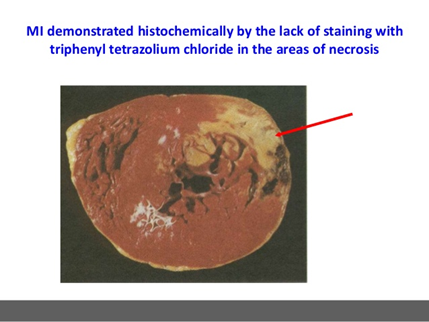 MI demonstrated histochemically by the lack of staining with
triphenyl tetrazolium chloride in the areas of necrosis